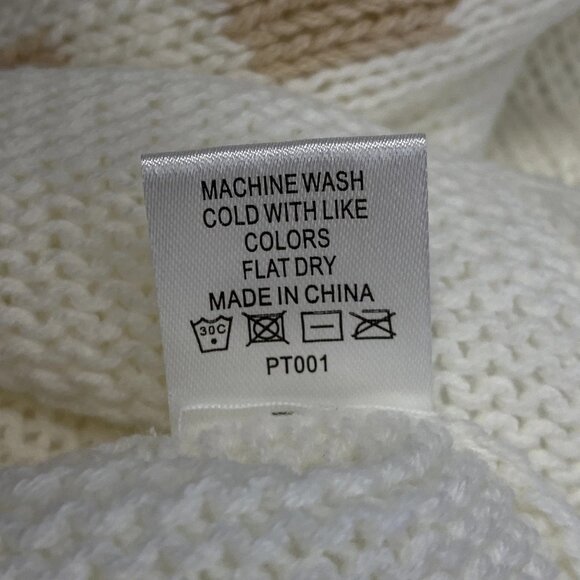 MACHINE WASH
COLD WITH LIKE
COLORS
FLAT DRY
MADE IN CHINA
30C
PT001